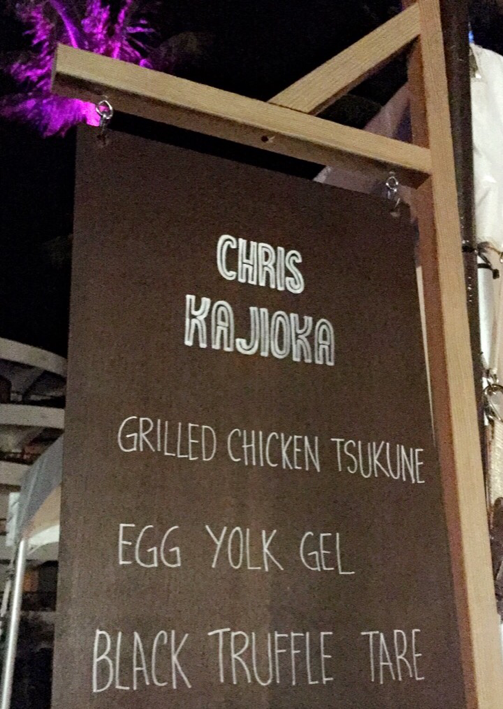 CHRIS
KAJIOKA
GRILLED CHICKEN TSUKUNE
EGG YOLK GEL
BLACK TRUFFLE TARE